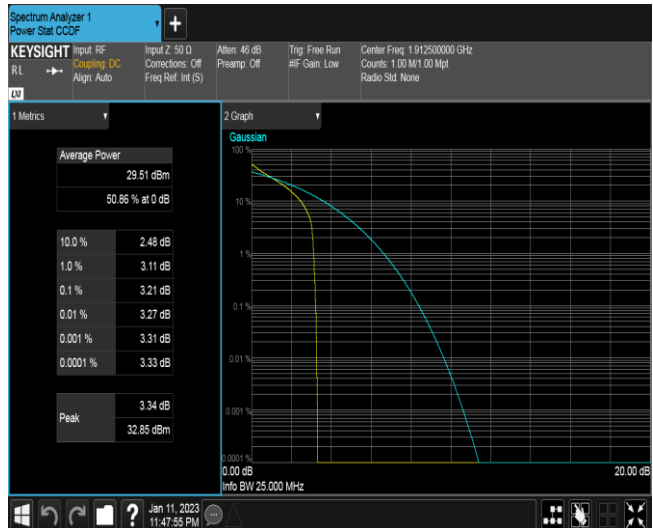 Spectrum Analyzer 1
Power Stat CCDF
+
KEYSIGHT
RL
LXI
Input: RF
Coupling: DC
Align: Auto
Input Z: 50 Ω
Corrections: Off
Freq Ref: Int (S)
Atten: 46 dB
Preamp: Off
Trig: Free Run
#IF Gain: Low
Center Freq: 1.912500000 GHz
Counts: 1.00 M/1.00 Mpt
Radio Std: None
1 Metrics
Average Power
29.51 dBm
50.86 % at 0 dB
10.0 % 2.48 dB
1.0 % 3.11 dB
0.1 % 3.21 dB
0.01 % 3.27 dB
0.001 % 3.31 dB
0.0001 % 3.33 dB
Peak 3.34 dB
32.85 dBm
2 Graph
Gaussian
100 %
10 %
1 %
0.1 %
0.01 %
0.001 %
0.0001 %
0.00 dB 20.00 dB
Info BW 25.000 MHz
?
Jan 11, 2023
11:47:55 PM